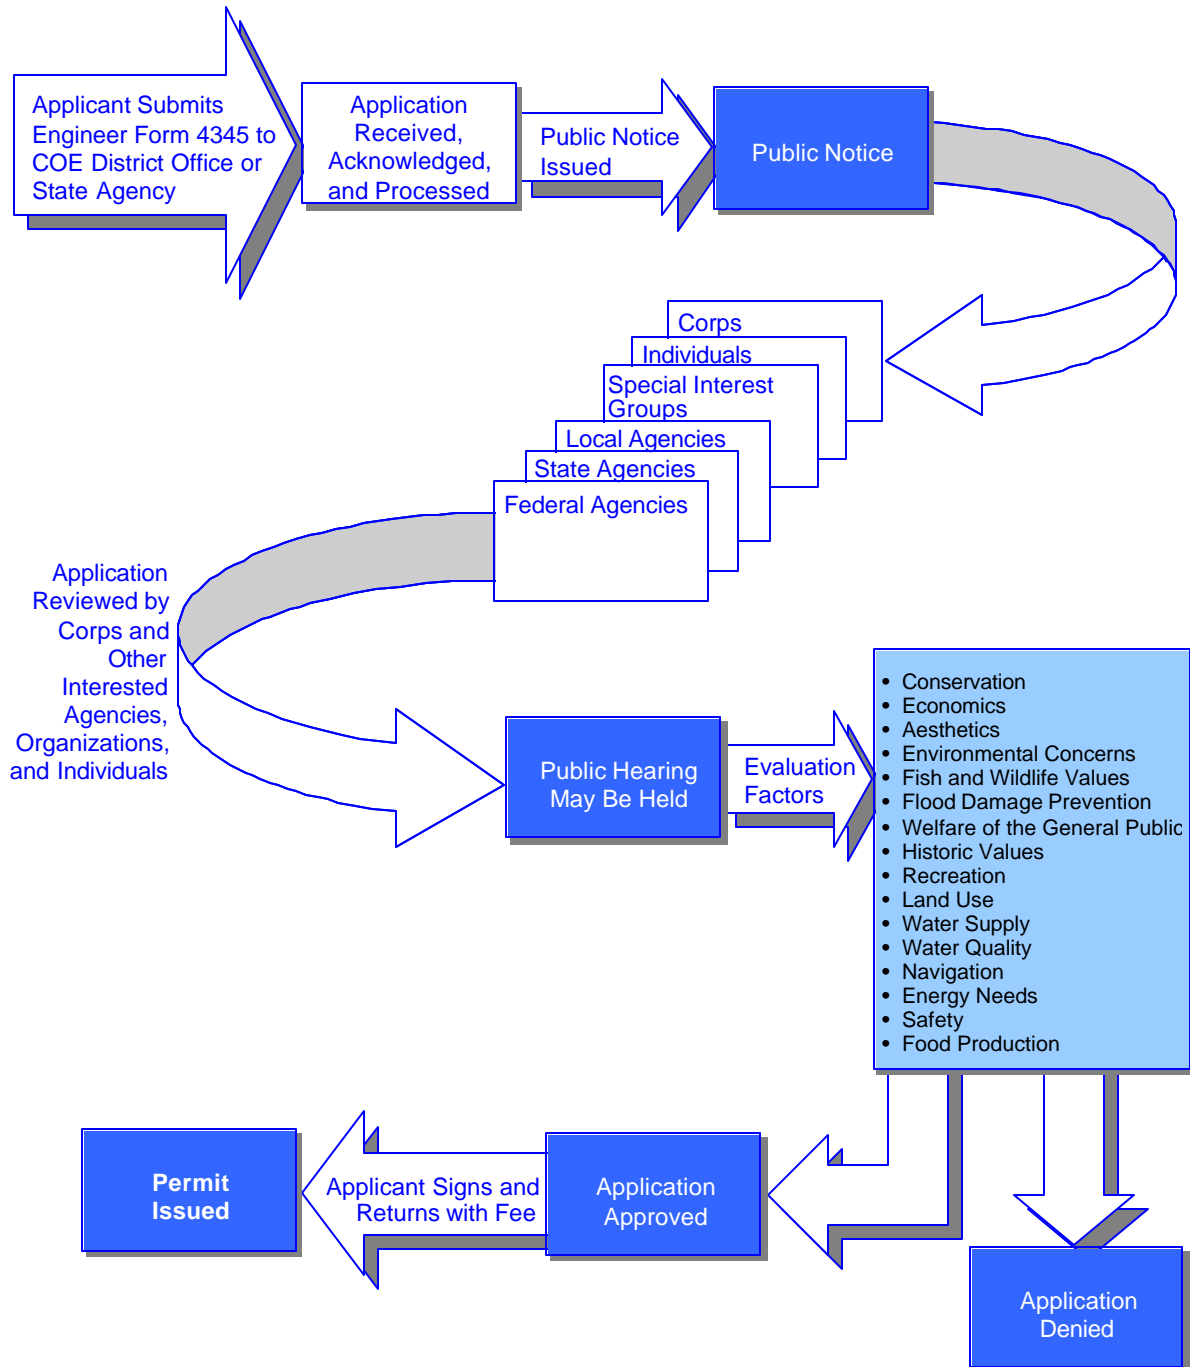 Applicant Submits
Engineer Form 4345 to
COE District Office or
State Agency
Application
Received,
Acknowledged,
and Processed
Public Notice
Issued
Public Notice
Corps
Individuals
Special Interest
Groups
Local Agencies
State Agencies
Federal Agencies
Application
Reviewed by
Corps and
Other
Interested
Agencies,
Organizations,
and Individuals
Public Hearing
May Be Held
Evaluation
Factors
• Conservation
• Economics
• Aesthetics
• Environmental Concerns
• Fish and Wildlife Values
• Flood Damage Prevention
• Welfare of the General Public
• Historic Values
• Recreation
• Land Use
• Water Supply
• Water Quality
• Navigation
• Energy Needs
• Safety
• Food Production
Permit
Issued
Applicant Signs and
Returns with Fee
Application
Approved
Application
Denied